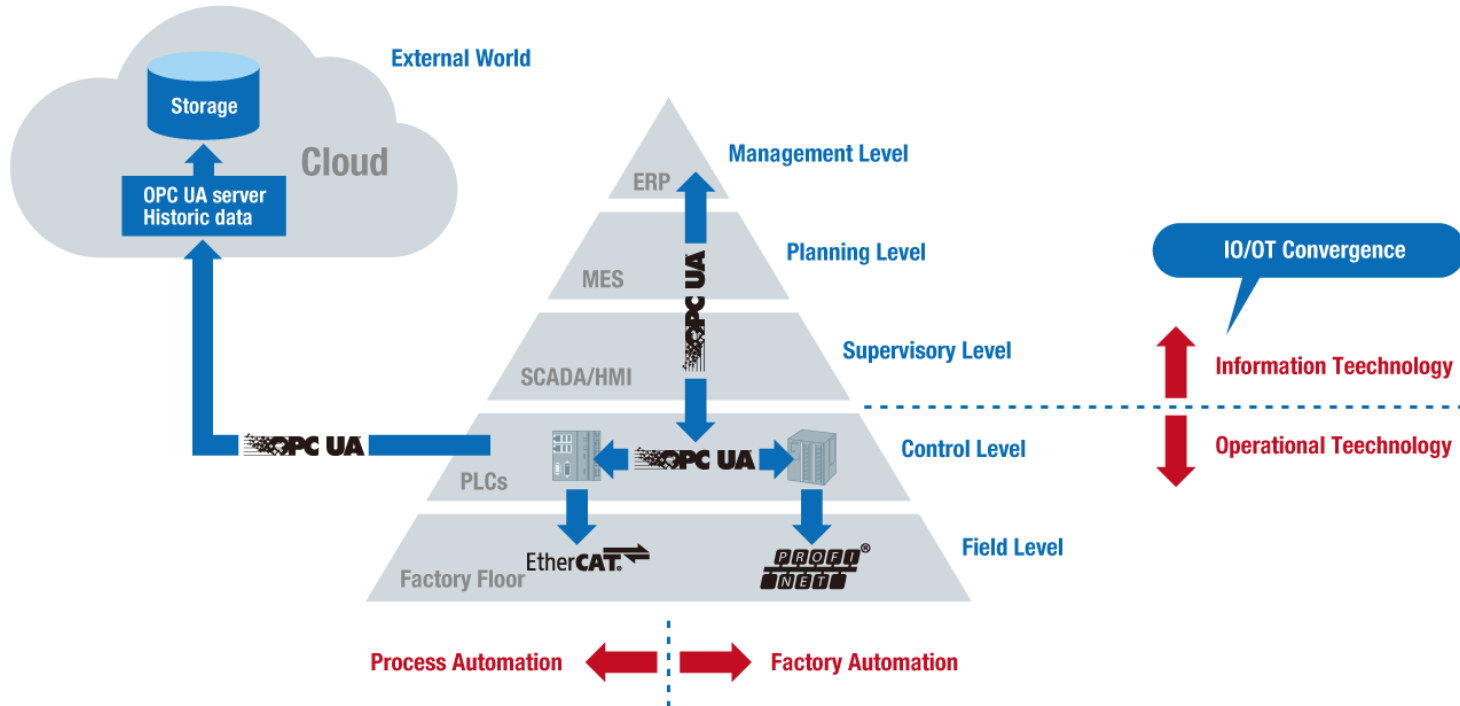 External World
Storage
Cloud
OPC UA server
Historic data
Management Level
ERP
Planning Level
MES
OPC UA
IO/OT Convergence
Supervisory Level
SCADA/HMI
Information Teechnology
Operational Teechnology
Control Level
OPC UA
OPC UA
PLCs
Field Level
EtherCAT®
PROFI®
NET
Factory Floor
Process Automation
Factory Automation